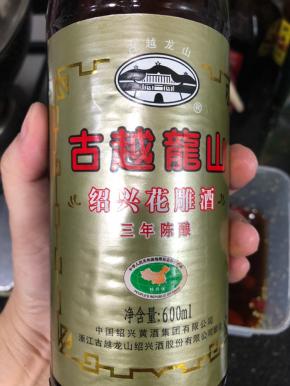 古越龙山
®
古越龍山
绍兴花雕酒
三年陈酿
净含量:600ml
中国绍兴黄酒集团有限公司
浙江古越龙山绍兴酒股份有限公司